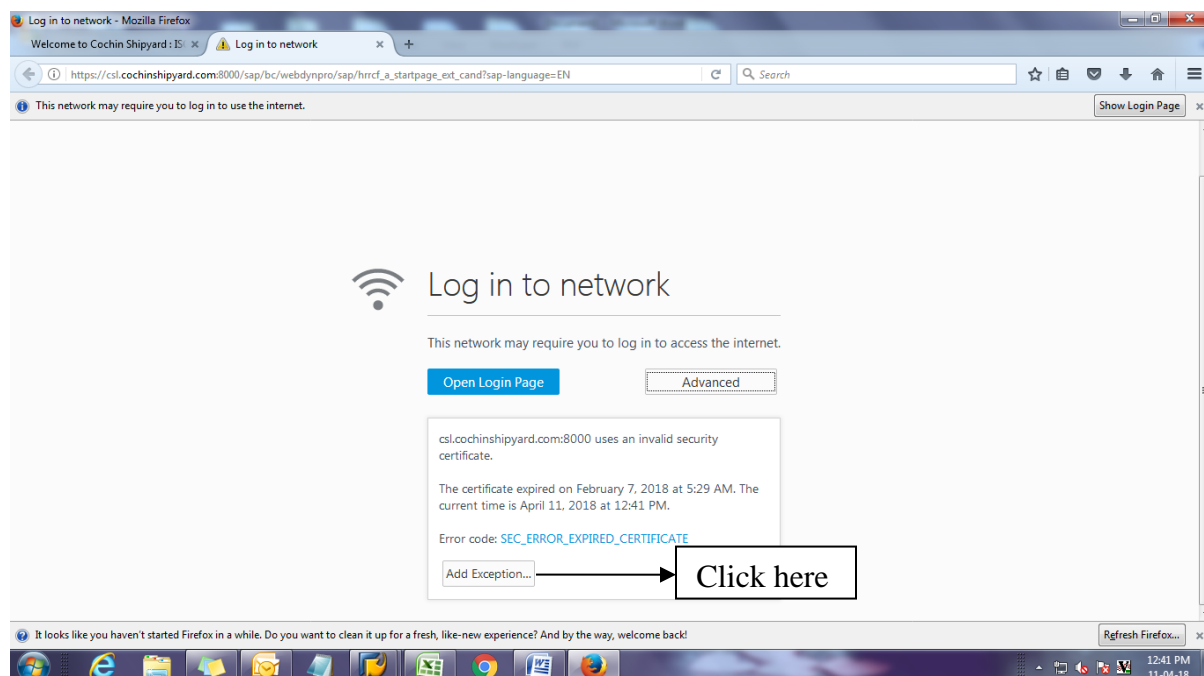 Log in to network - Mozilla Firefox
Welcome to Cochin Shipyard : IS
Log in to network
https://csl.cochinshipyard.com:8000/sap/bc/webdynpro/sap/hrrcf_a_startpage_ext_cand?sap-language=EN
Search
This network may require you to log in to use the internet.
Show Login Page
Log in to network
This network may require you to log in to access the internet.
Open Login Page
Advanced
csl.cochinshipyard.com:8000 uses an invalid security
certificate.
The certificate expired on February 7, 2018 at 5:29 AM. The
current time is April 11, 2018 at 12:41 PM.
Error code: SEC_ERROR_EXPIRED_CERTIFICATE
Add Exception...
Click here
It looks like you haven't started Firefox in a while. Do you want to clean it up for a fresh, like-new experience? And by the way, welcome back!
Refresh Firefox...
12:41 PM
11-04-18